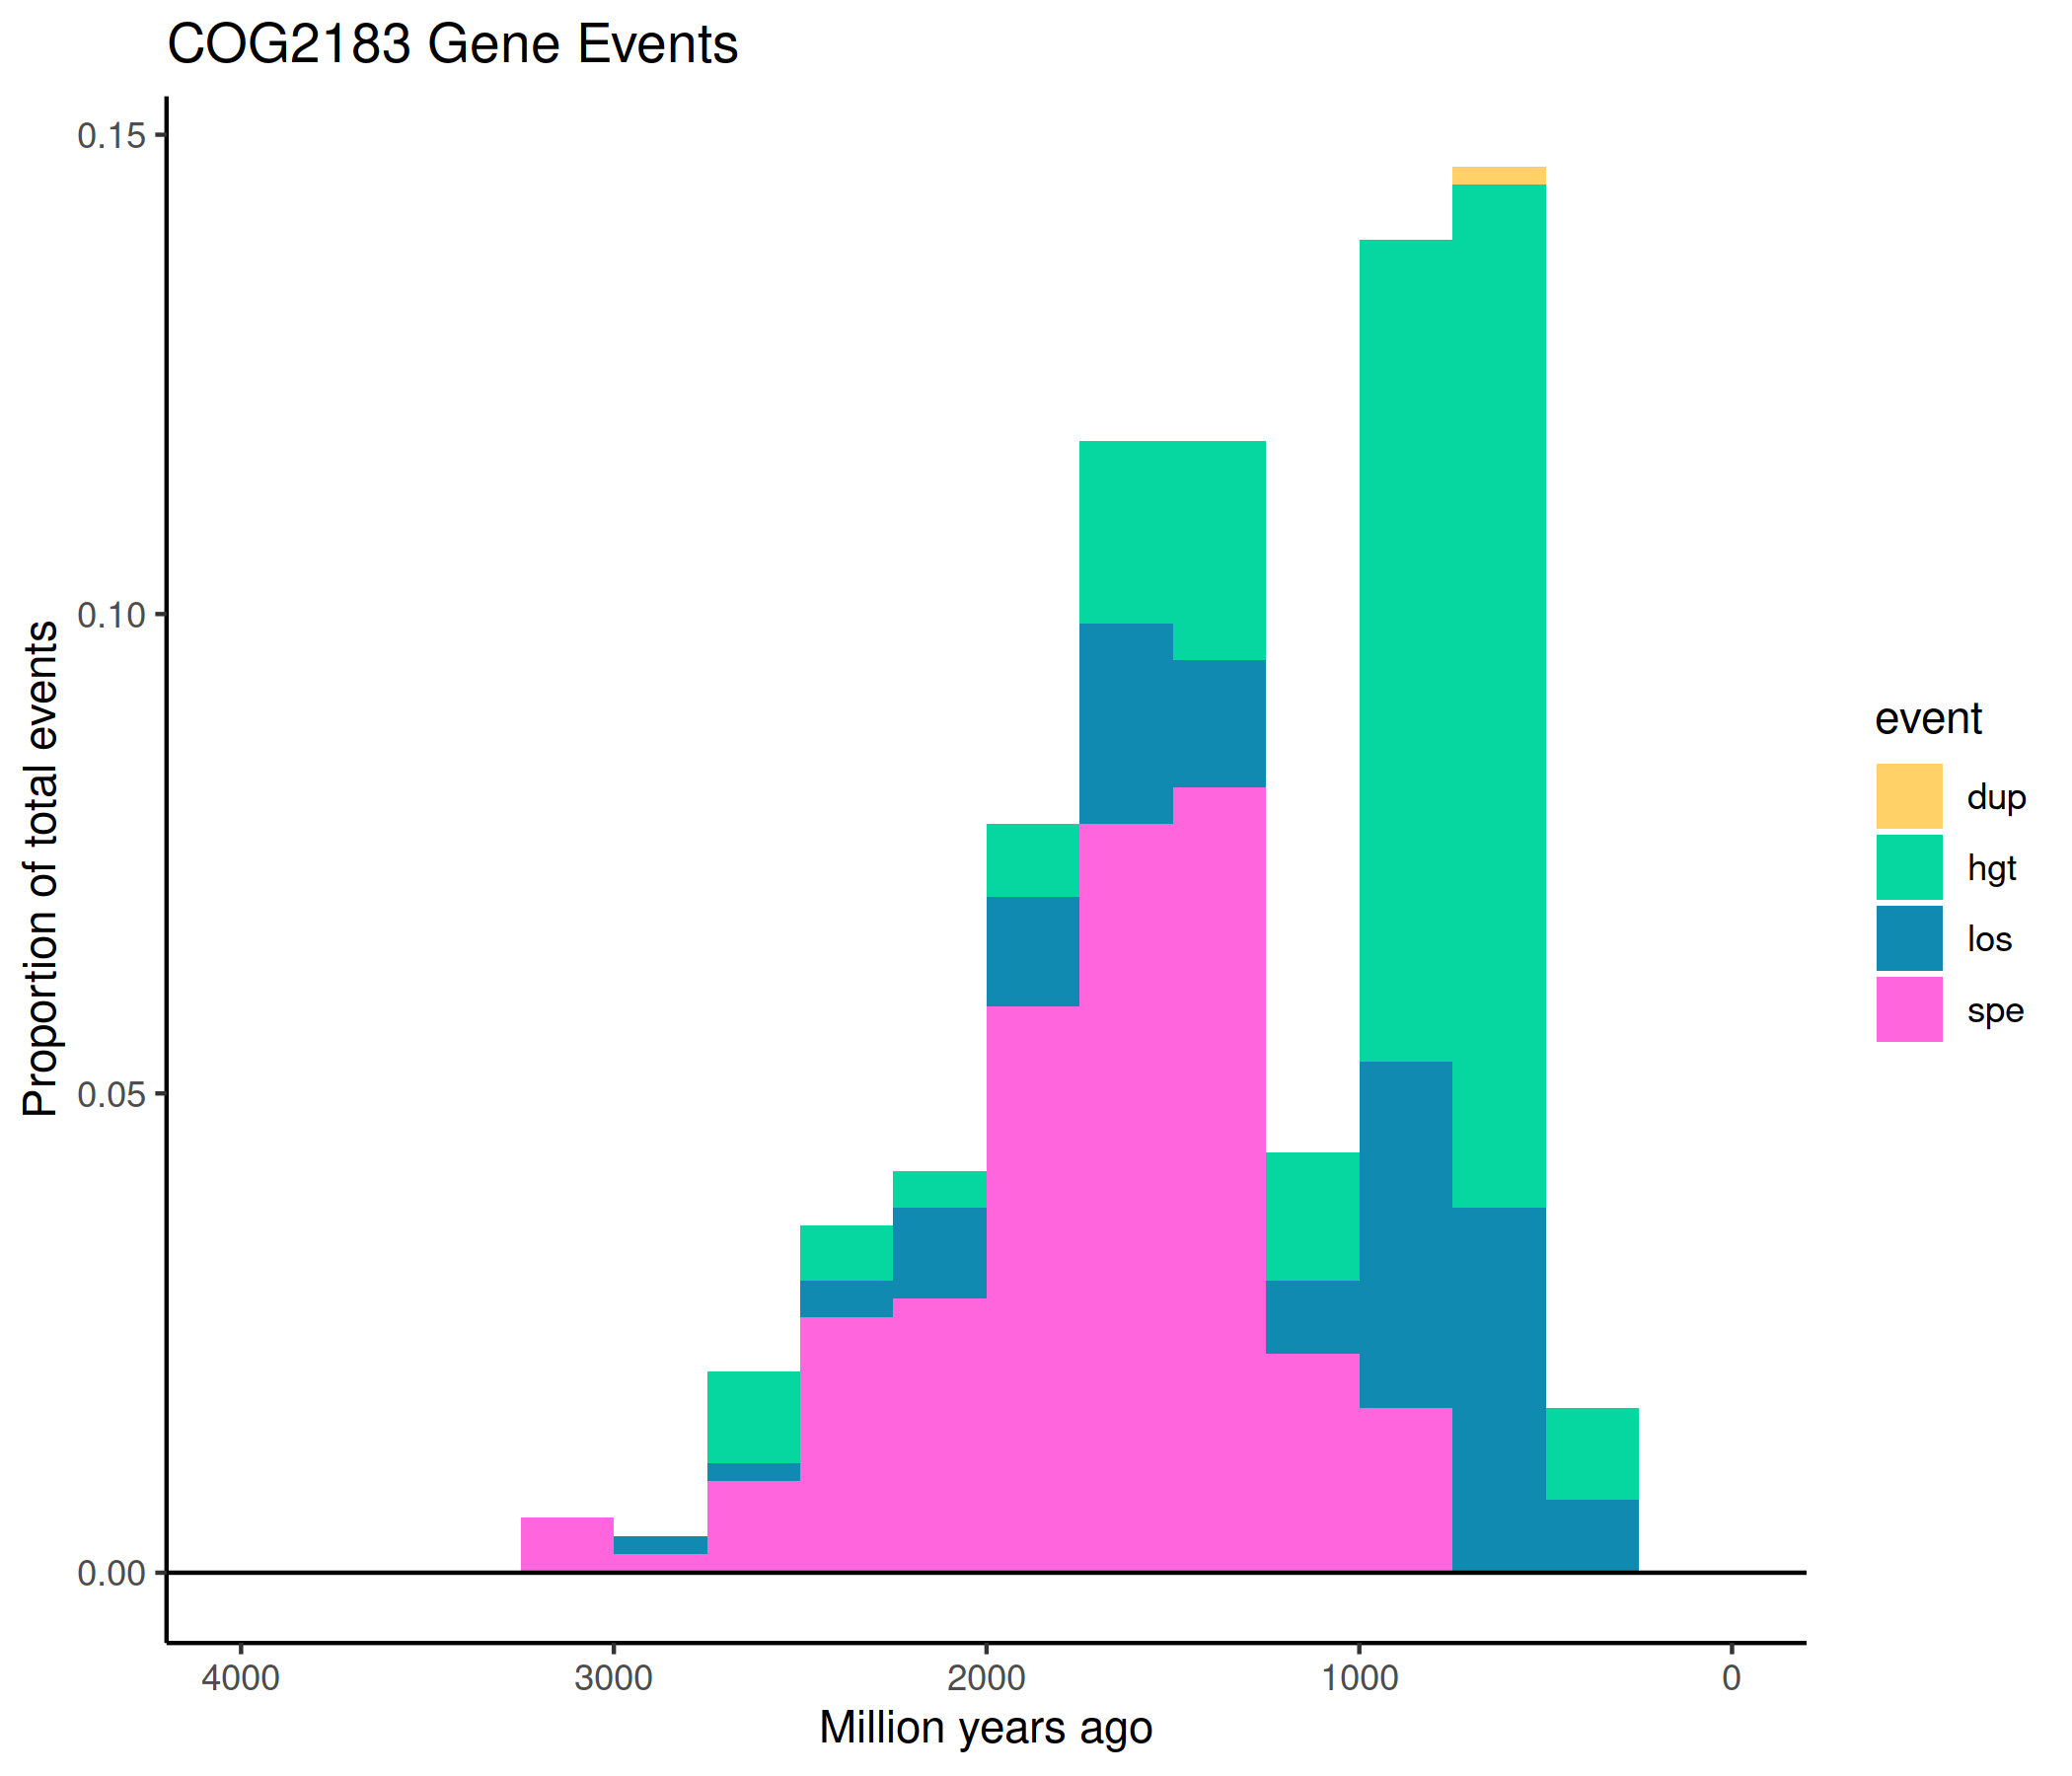 COG2183 Gene Events
Proportion of total events
0.15
0.10
0.05
0.00
4000 3000 2000 1000 0
Million years ago
event
dup
hgt
los
spe